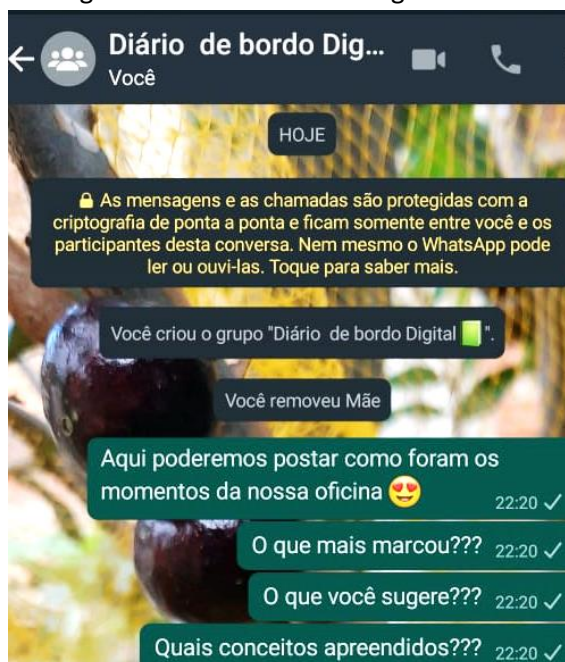 Diário de bordo Dig...
Você
HOJE
As mensagens e as chamadas são protegidas com a
criptografia de ponta a ponta e ficam somente entre você e os
participantes desta conversa. Nem mesmo o WhatsApp pode
ler ou ouvi-las. Toque para saber mais.
Você criou o grupo "Diário de bordo Digital 📗".
Você removeu Mãe
Aqui poderemos postar como foram os
momentos da nossa oficina 😍 22:20
O que mais marcou??? 22:20
O que você sugere??? 22:20
Quais conceitos apreendidos??? 22:20